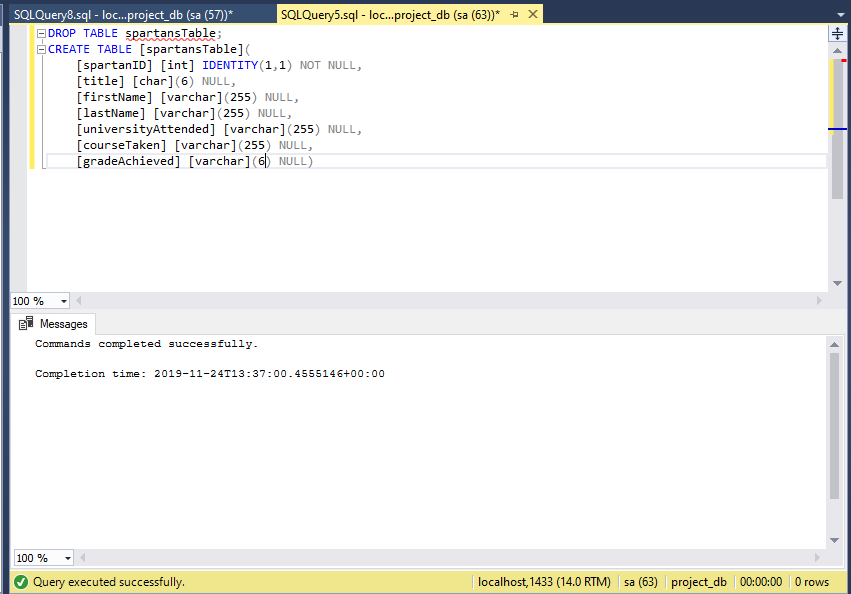 SQLQuery8.sql - loc...project_db (sa (57))*
SQLQuery5.sql - loc...project_db (sa (63))*
DROP TABLE spartansTable;
CREATE TABLE [spartansTable](
[spartanID] [int] IDENTITY(1,1) NOT NULL,
[title] [char](6) NULL,
[firstName] [varchar](255) NULL,
[lastName] [varchar](255) NULL,
[universityAttended] [varchar](255) NULL,
[courseTaken] [varchar](255) NULL,
[gradeAchieved] [varchar](6) NULL)
100 %
Messages
Commands completed successfully.
Completion time: 2019-11-24T13:37:00.4555146+00:00
100 %
Query executed successfully.
localhost,1433 (14.0 RTM)
sa (63)
project_db
00:00:00
0 rows